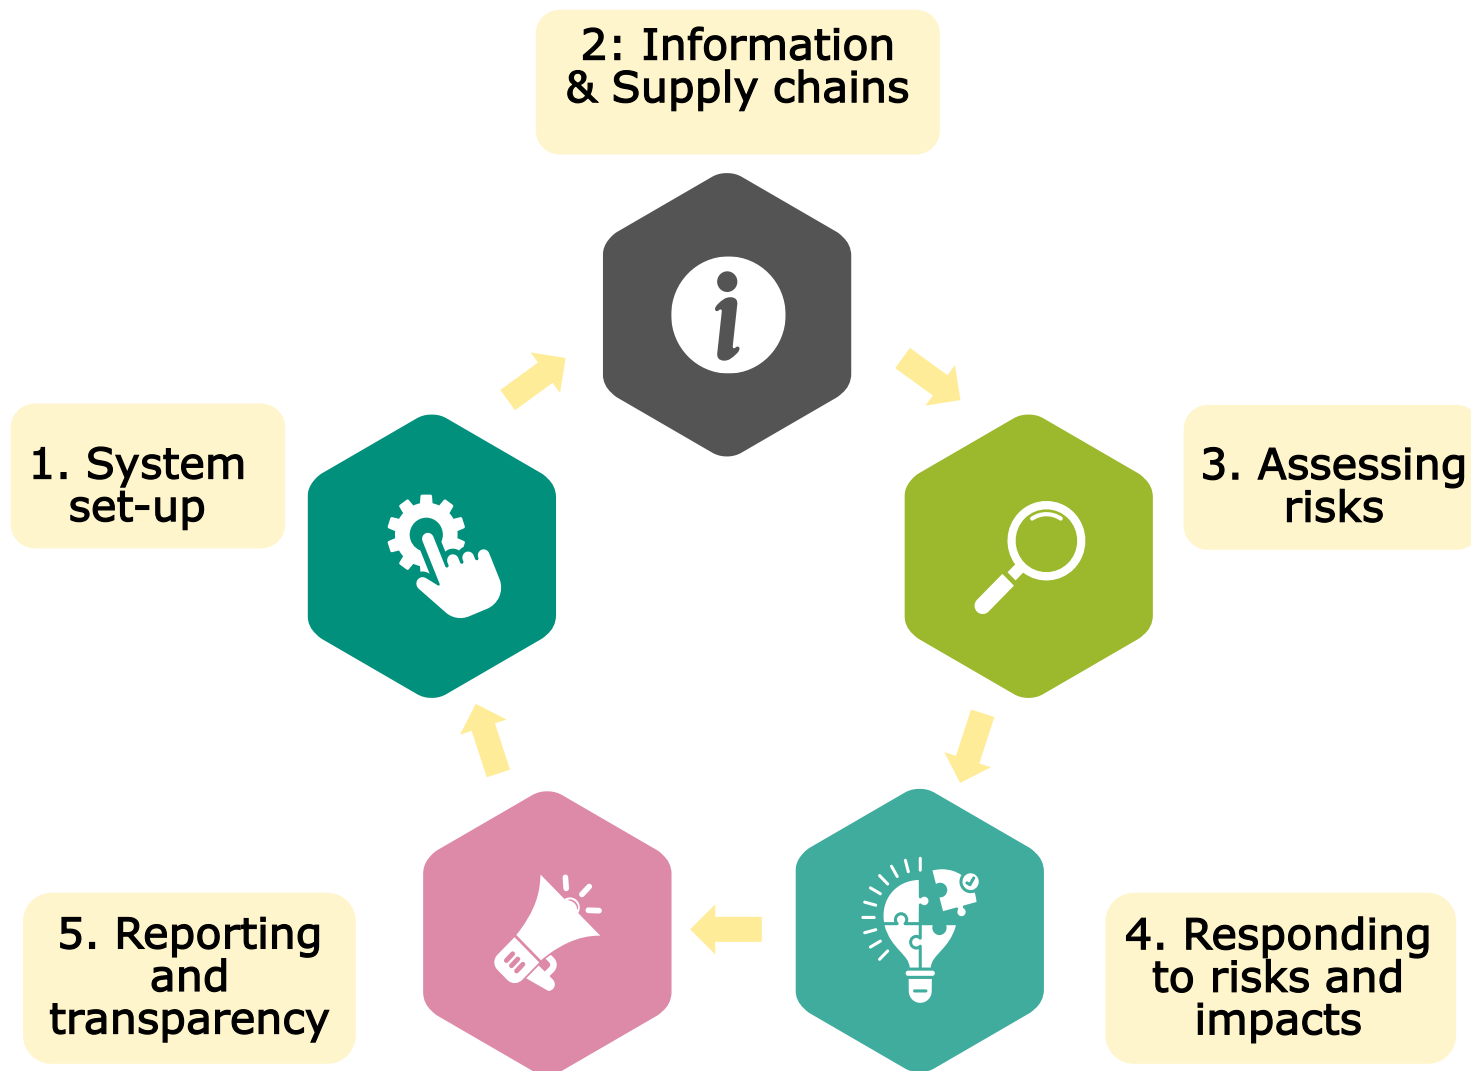 2: Information
& Supply chains
1. System
set-up
3. Assessing
risks
5. Reporting
and
transparency
4. Responding
to risks and
impacts